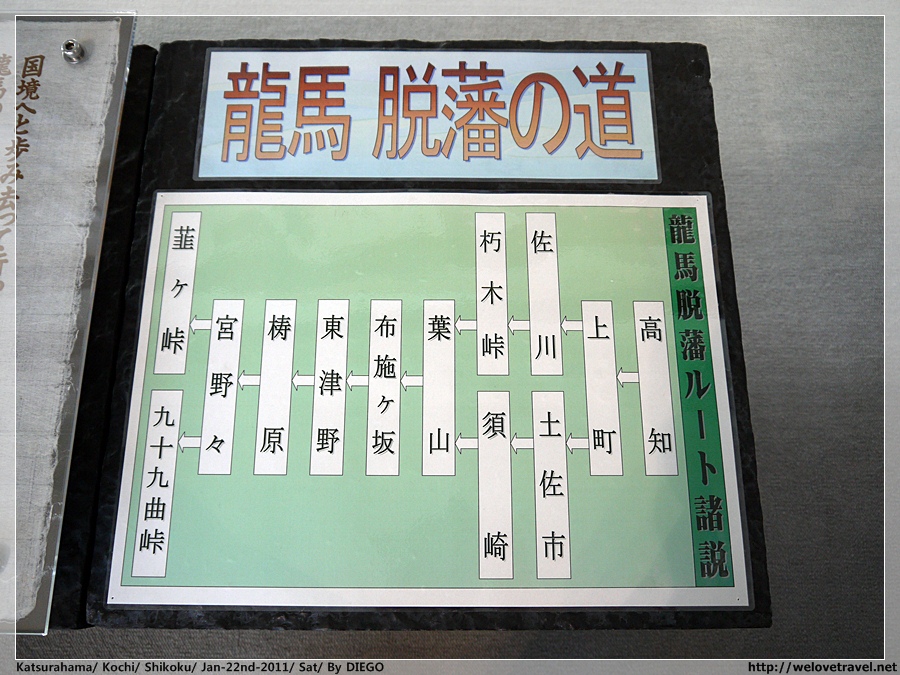 龍馬 脱藩の道
龍馬脱藩ルート諸説
高知
上町
佐川
土佐市
朽木峠
須崎
葉山
布施ヶ坂
東津野
梼原
宮野々
韮ヶ峠
九十九曲峠
国境へと歩み去って行
Katsurahama/ Kochi/ Shikoku/ Jan-22nd-2011/ Sat/ By DIEGO
http://welovetravel.net